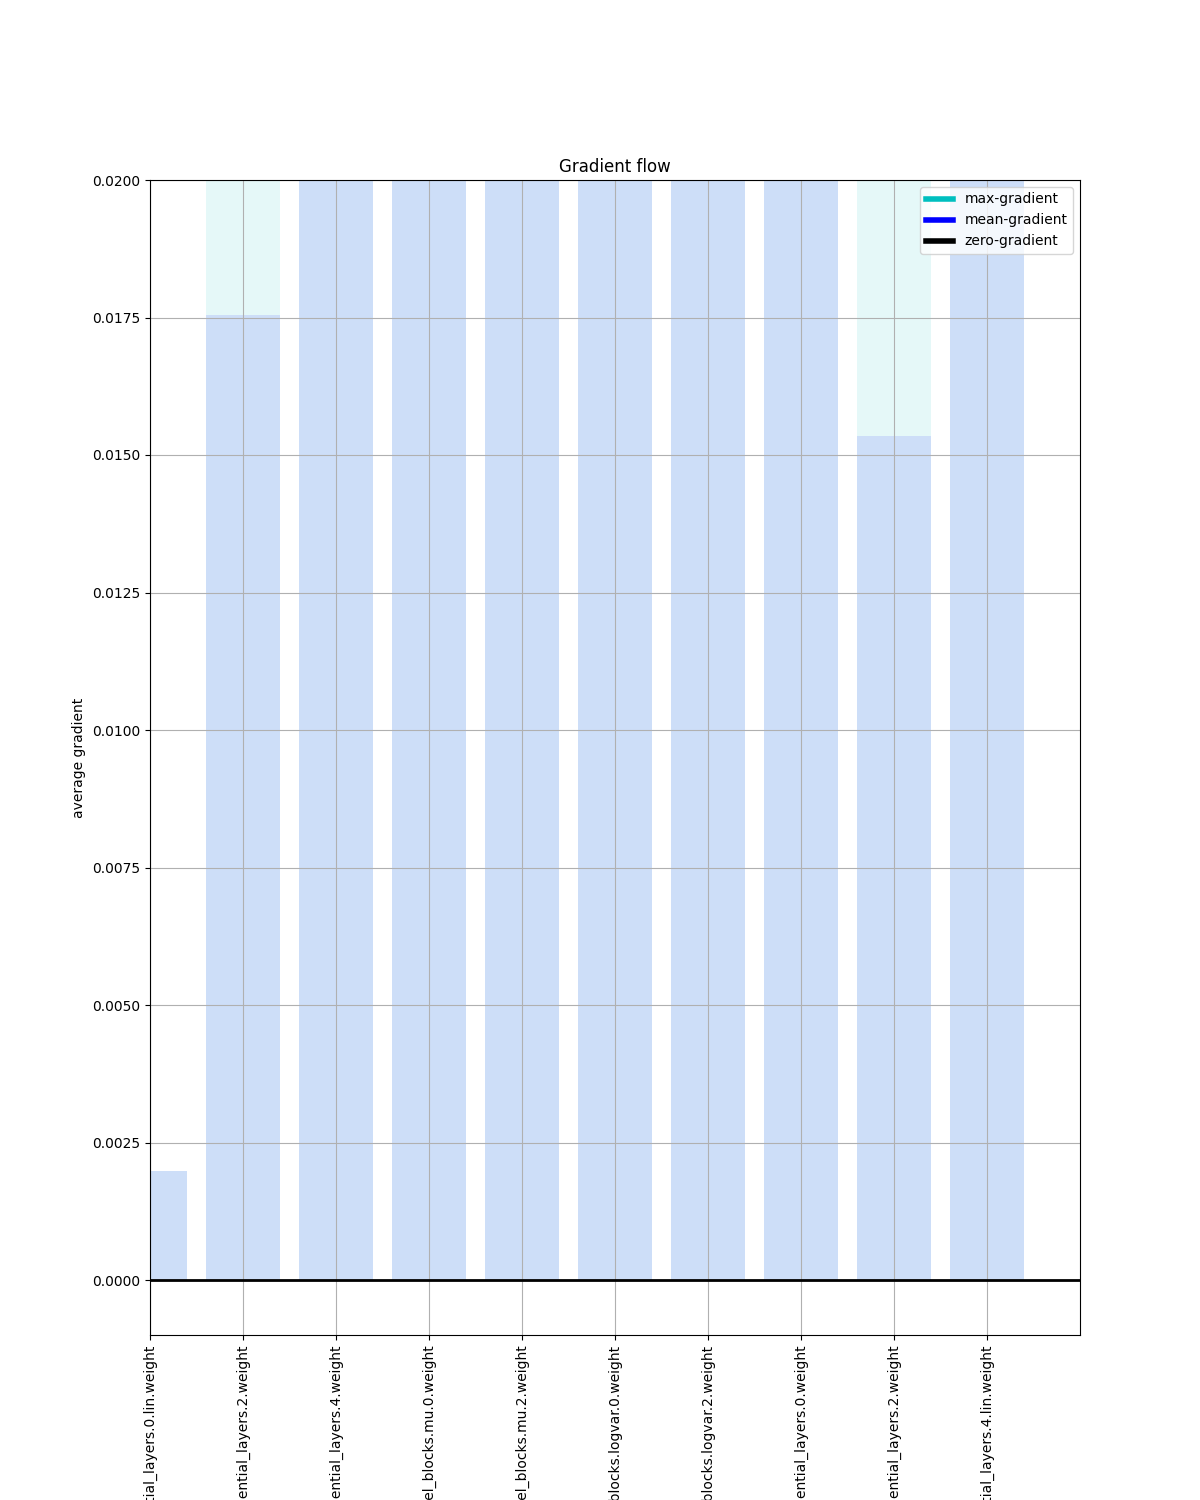 Gradient flow
max-gradient
mean-gradient
zero-gradient
0.0200
0.0175
0.0150
0.0125
0.0100
0.0075
0.0050
0.0025
0.0000
average gradient
tial_layers.0.lin.weight
ential_layers.2.weight
ential_layers.4.weight
el_blocks.mu.0.weight
el_blocks.mu.2.weight
blocks.logvar.0.weight
blocks.logvar.2.weight
ential_layers.0.weight
ential_layers.2.weight
tial_layers.4.lin.weight